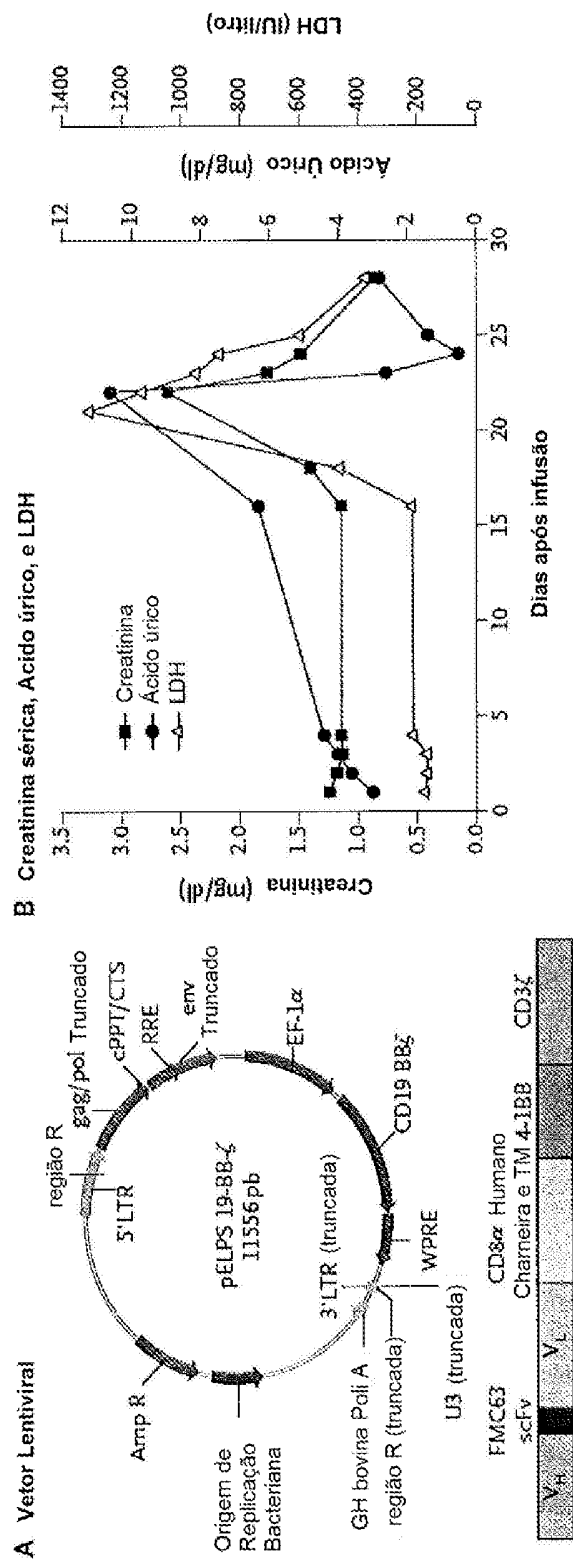 A Vetor Lentiviral
região R
gag/pol Truncado
cPPT/CTS
RRE
env
Truncado
5'LTR
EF-1α
CD19 BBζ
pELPS 19-BB-ζ
11556pb
WPRE
3'LTR (truncada)
U3 (truncada)
região R (truncada)
GH bovina Poli A
Origem de
Replicação
Bacteriana
Amp R
FMC63
scFv
CD8α Humano
Charneira e TM 4-1BB
CD3ζ
VH
VL
B Creatinina sérica, Ácido úrico, e LDH
Creatinina
Ácido úrico
LDH
Creatinina (mg/dl)
3.5
3.0
2.5
2.0
1.5
1.0
0.5
0.0
0
5
10
15
20
25
30
Dias após infusão
12
10
8
6
4
2
0
Ácido Úrico (mg/dl)
1400
1200
1000
800
600
400
200
0
LDH (IU/litro)